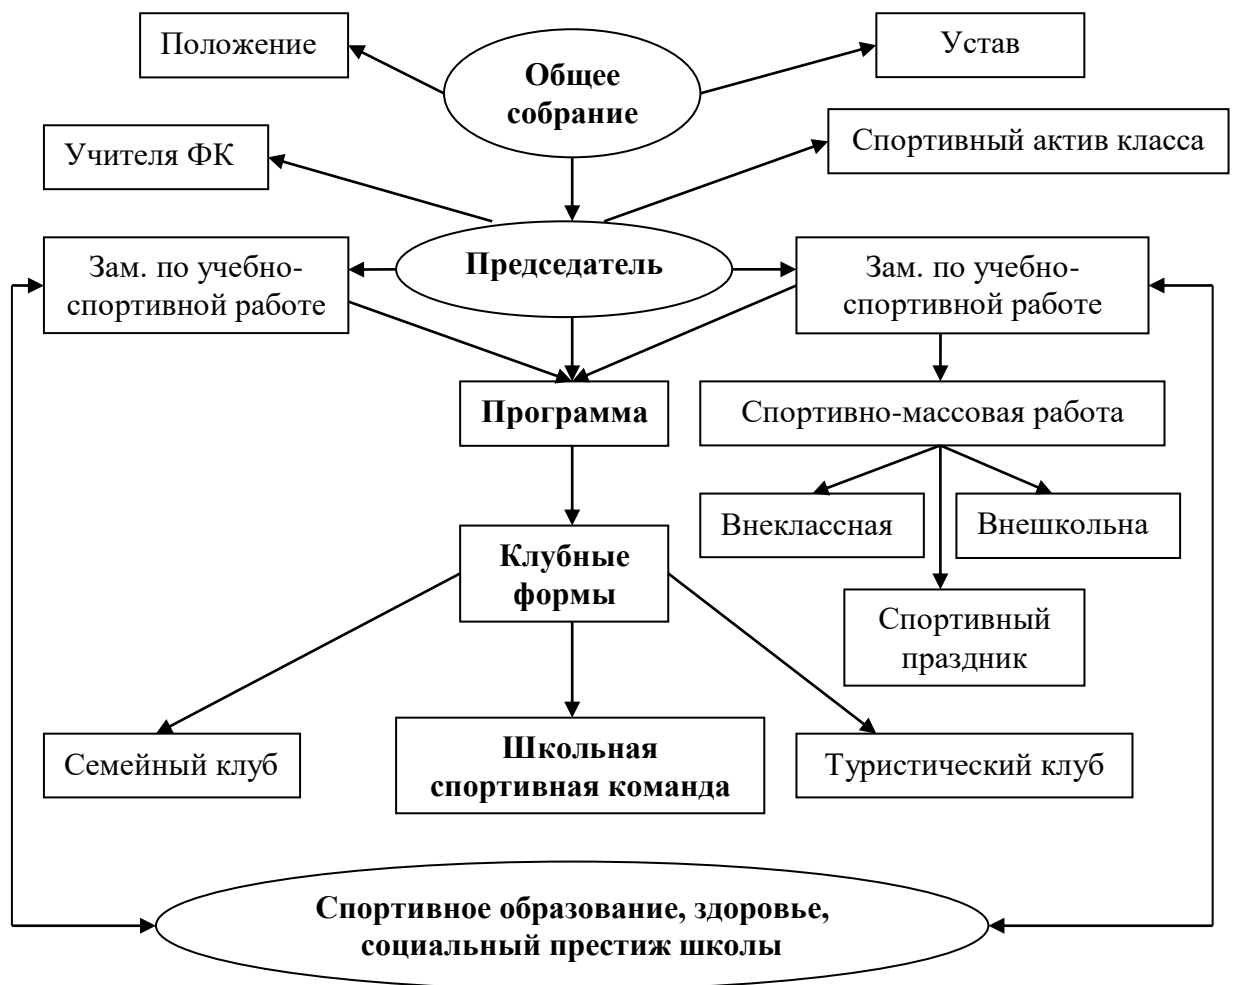 Положение
Устав
Общее
собрание
Учителя ФК
Спортивный актив класса
Зам. по учебно-
спортивной работе
Председатель
Зам. по учебно-
спортивной работе
Программа
Спортивно-массовая работа
Внеклассная
Внешкольна
Клубные
формы
Спортивный
праздник
Семейный клуб
Школьная
спортивная команда
Туристический клуб
Спортивное образование, здоровье,
социальный престиж школы